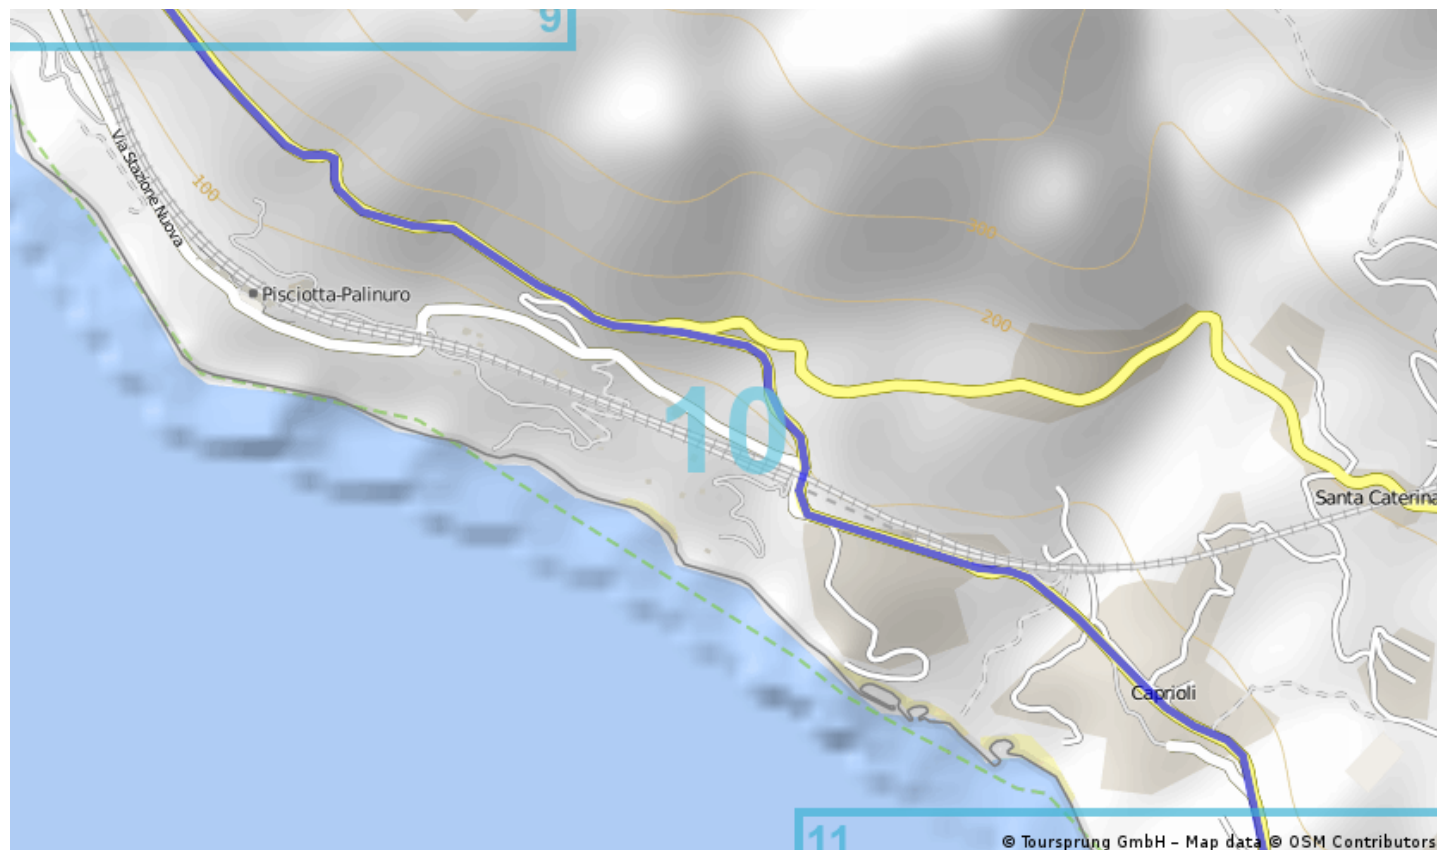 9
Via Stazione Nuova
100
Pisciotta-Palinuro
300
200
10
Santa Caterina
Caprioli
11
© Toursprung GmbH – Map data © OSM Contributors